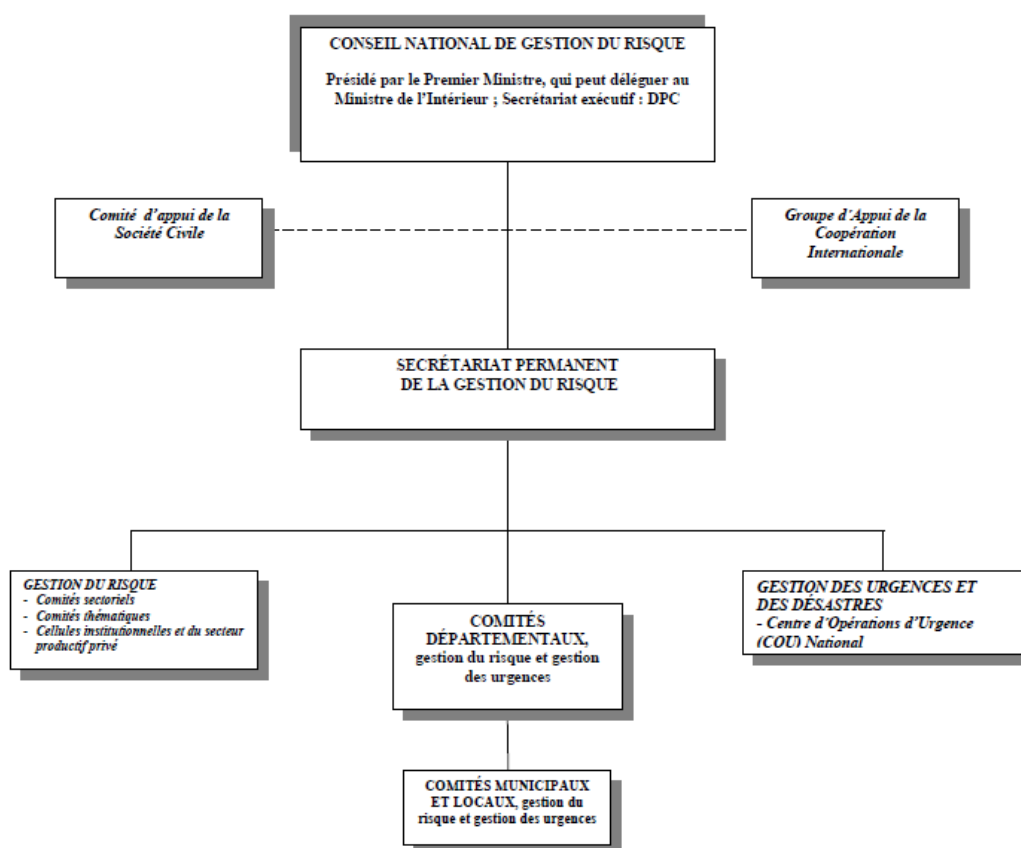 CONSEIL NATIONAL DE GESTION DU RISQUE
Présidé par le Premier Ministre, qui peut déléguer au
Ministre de l'Intérieur ; Secrétariat exécutif : DPC
Comité d'appui de la
Société Civile
Groupe d'Appui de la
Coopération
Internationale
SECRÉTARIAT PERMANENT
DE LA GESTION DU RISQUE
GESTION DU RISQUE
- Comités sectoriels
- Comités thématiques
- Cellules institutionnelles et du secteur
productif privé
COMITÉS
DÉPARTEMENTAUX,
gestion du risque et gestion
des urgences
GESTION DES URGENCES ET
DES DÉSASTRES
- Centre d'Opérations d'Urgence
(COU) National
COMITÉS MUNICIPAUX
ET LOCAUX, gestion du
risque et gestion des urgences